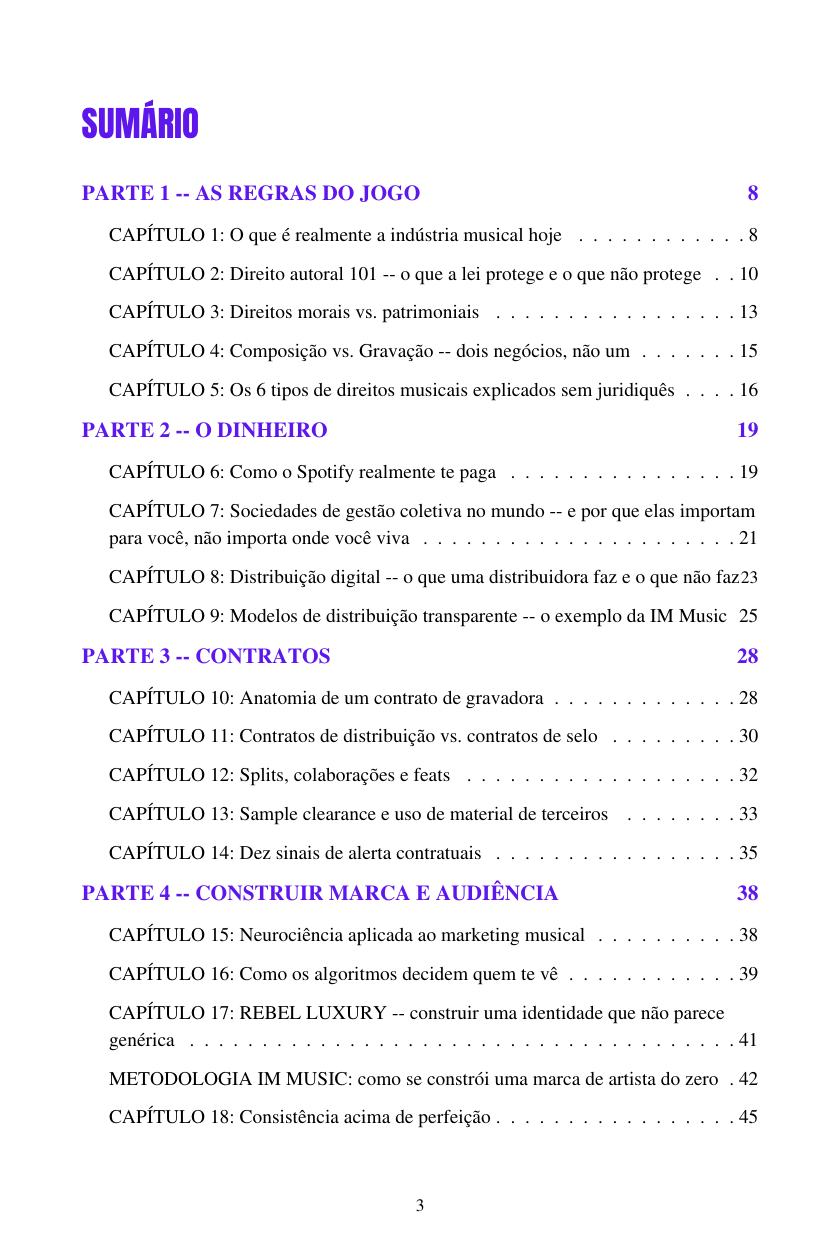 SUMÁRIO
PARTE 1 -- AS REGRAS DO JOGO 8
CAPÍTULO 1: O que é realmente a indústria musical hoje . . . . . . . . . . . . 8
CAPÍTULO 2: Direito autoral 101 -- o que a lei protege e o que não protege . . 10
CAPÍTULO 3: Direitos morais vs. patrimoniais . . . . . . . . . . . . . . . . . 13
CAPÍTULO 4: Composição vs. Gravação -- dois negócios, não um . . . . . . . 15
CAPÍTULO 5: Os 6 tipos de direitos musicais explicados sem juridiquês . . . . 16
PARTE 2 -- O DINHEIRO 19
CAPÍTULO 6: Como o Spotify realmente te paga . . . . . . . . . . . . . . . . 19
CAPÍTULO 7: Sociedades de gestão coletiva no mundo -- e por que elas importam
para você, não importa onde você viva . . . . . . . . . . . . . . . . . . . . . . 21
CAPÍTULO 8: Distribuição digital -- o que uma distribuidora faz e o que não faz23
CAPÍTULO 9: Modelos de distribuição transparente -- o exemplo da IM Music 25
PARTE 3 -- CONTRATOS 28
CAPÍTULO 10: Anatomia de um contrato de gravadora . . . . . . . . . . . . . 28
CAPÍTULO 11: Contratos de distribuição vs. contratos de selo . . . . . . . . . 30
CAPÍTULO 12: Splits, colaborações e feats . . . . . . . . . . . . . . . . . . . 32
CAPÍTULO 13: Sample clearance e uso de material de terceiros . . . . . . . . 33
CAPÍTULO 14: Dez sinais de alerta contratuais . . . . . . . . . . . . . . . . . 35
PARTE 4 -- CONSTRUIR MARCA E AUDIÊNCIA 38
CAPÍTULO 15: Neurociência aplicada ao marketing musical . . . . . . . . . . 38
CAPÍTULO 16: Como os algoritmos decidem quem te vê . . . . . . . . . . . . 39
CAPÍTULO 17: REBEL LUXURY -- construir uma identidade que não parece
genérica . . . . . . . . . . . . . . . . . . . . . . . . . . . . . . . . . . . . . . 41
METODOLOGIA IM MUSIC: como se constrói uma marca de artista do zero . 42
CAPÍTULO 18: Consistência acima de perfeição . . . . . . . . . . . . . . . . . 45
3